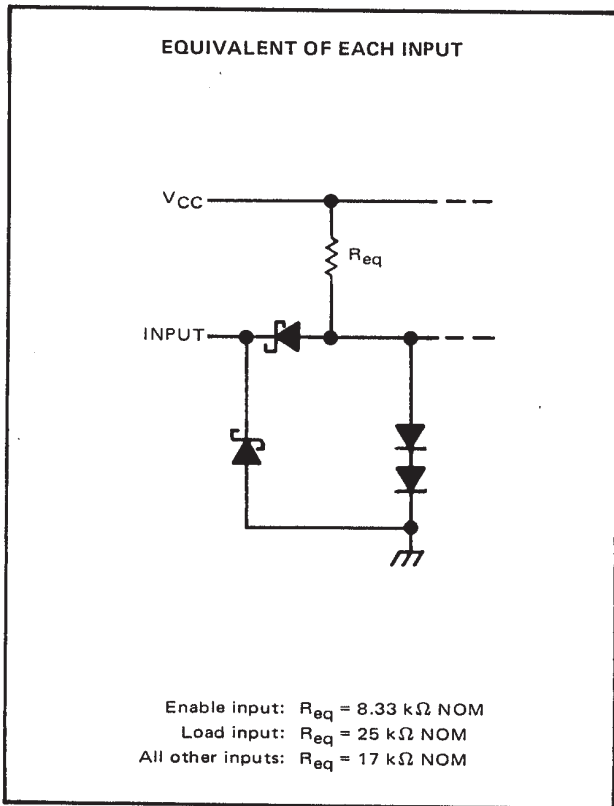 EQUIVALENT OF EACH INPUT
VCC
Req
INPUT
Enable input: Req = 8.33 kΩ NOM
Load input: Req = 25 kΩ NOM
All other inputs: Req = 17 kΩ NOM